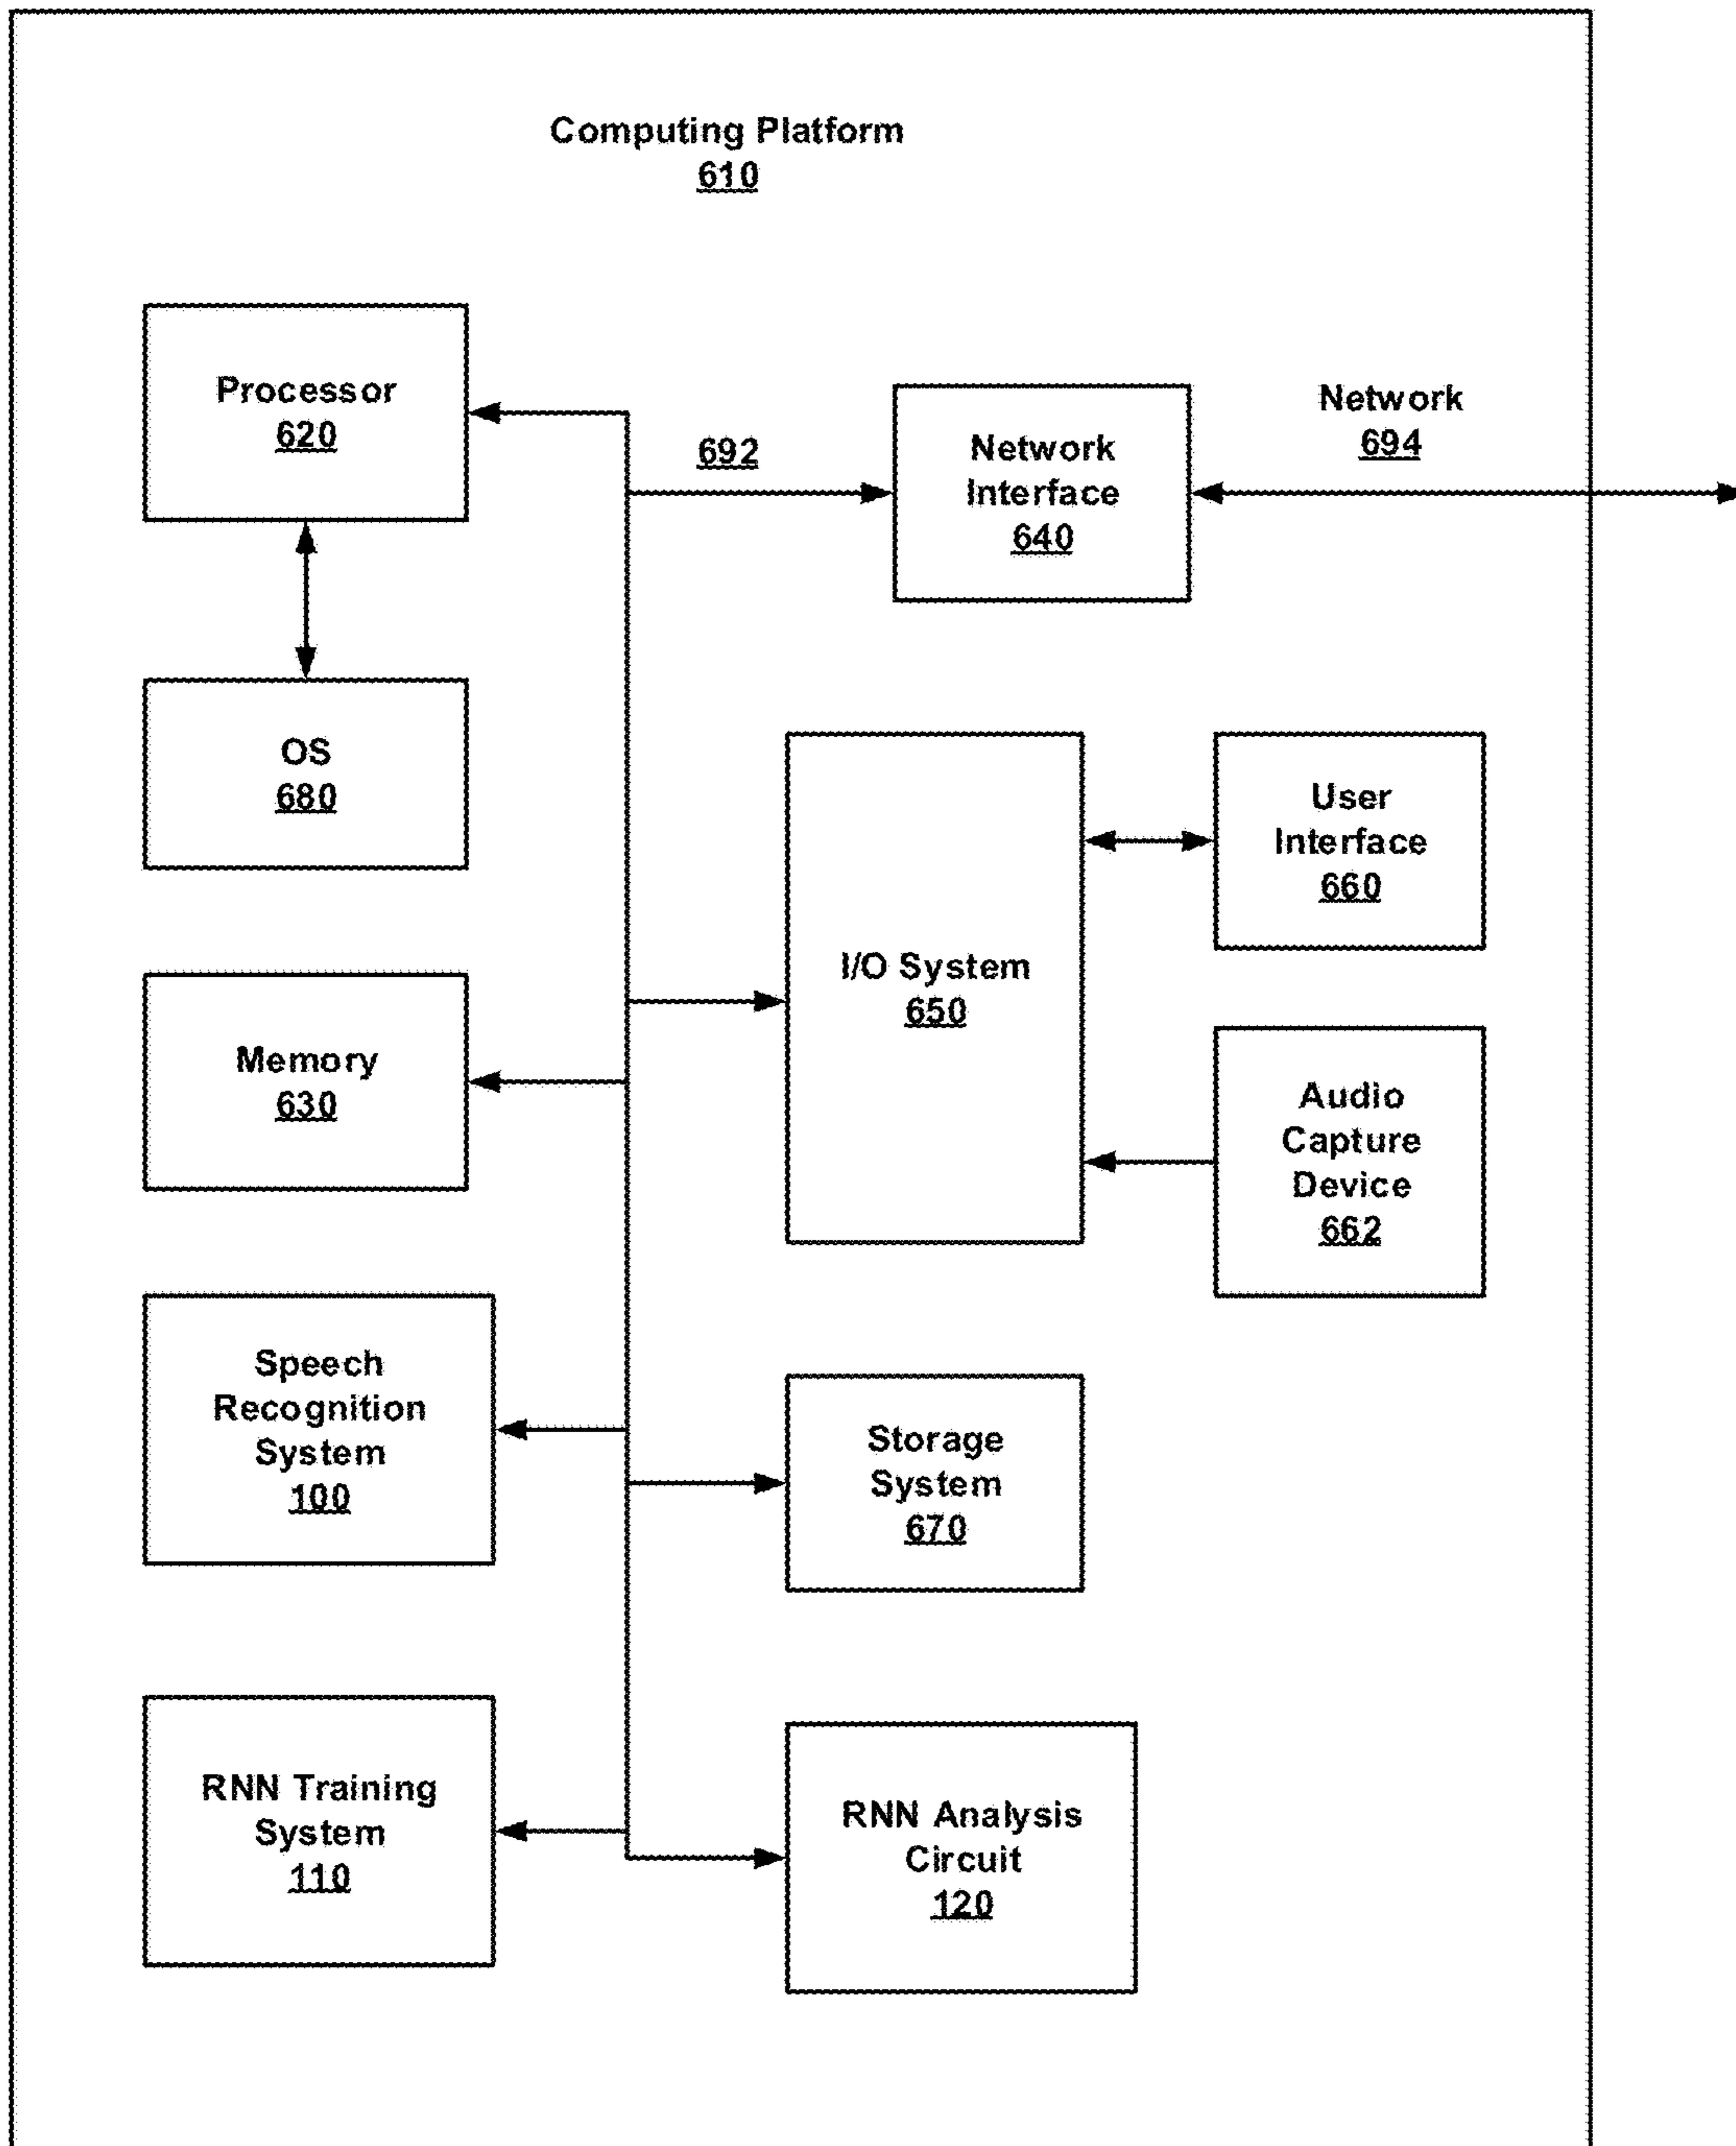 Computing Platform
610
Processor
620
692
Network
Interface
640
Network
694
OS
680
I/O System
650
User
Interface
660
Memory
630
Audio
Capture
Device
662
Speech
Recognition
System
100
Storage
System
670
RNN Training
System
110
RNN Analysis
Circuit
120